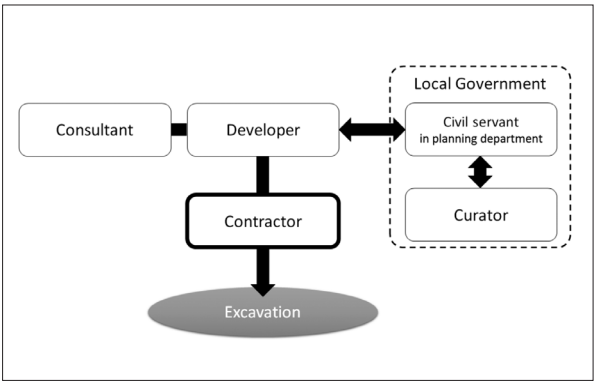 Local Government
Consultant
Developer
Civil servant
in planning department
Contractor
Curator
Excavation